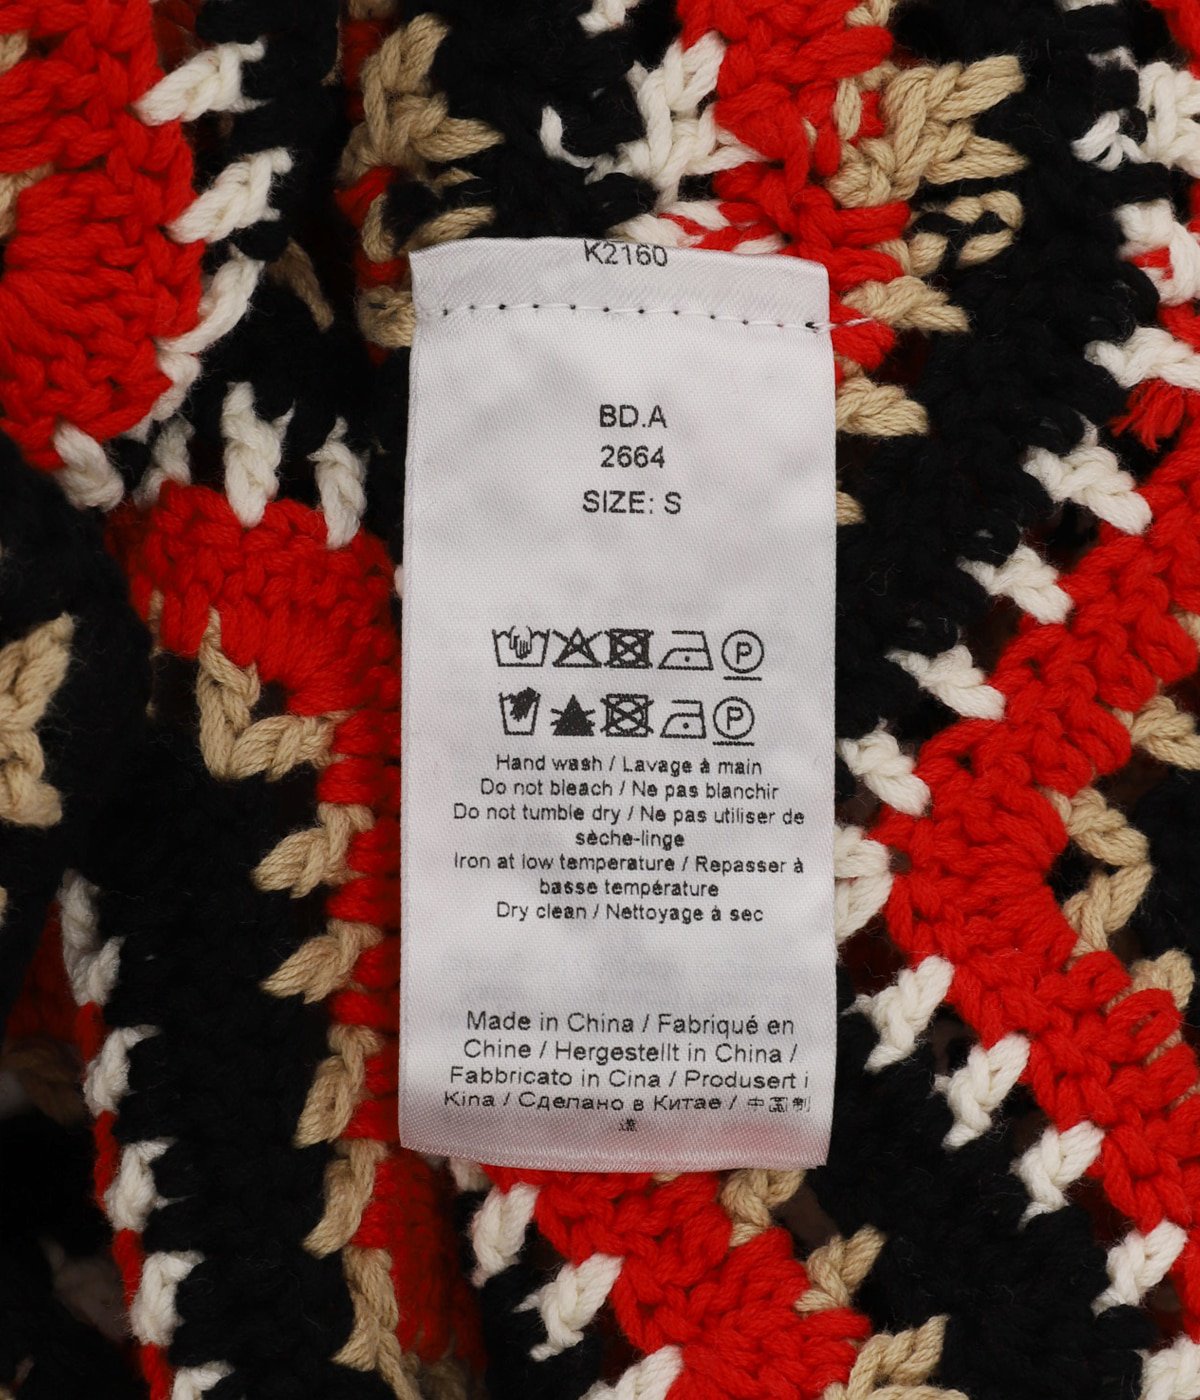 K2160
BD.A
2664
SIZE: S
P
P
Hand wash / Lavage à main
Do not bleach / Ne pas blanchir
Do not tumble dry / Ne pas utiliser de
sèche-linge
Iron at low temperature / Repasser à
basse température
Dry clean / Nettoyage à sec
Made in China / Fabriqué en
Chine / Hergestellt in China /
Fabbricato in Cina / Produsert i
Kina / Сделано в Китае / 中国制
造